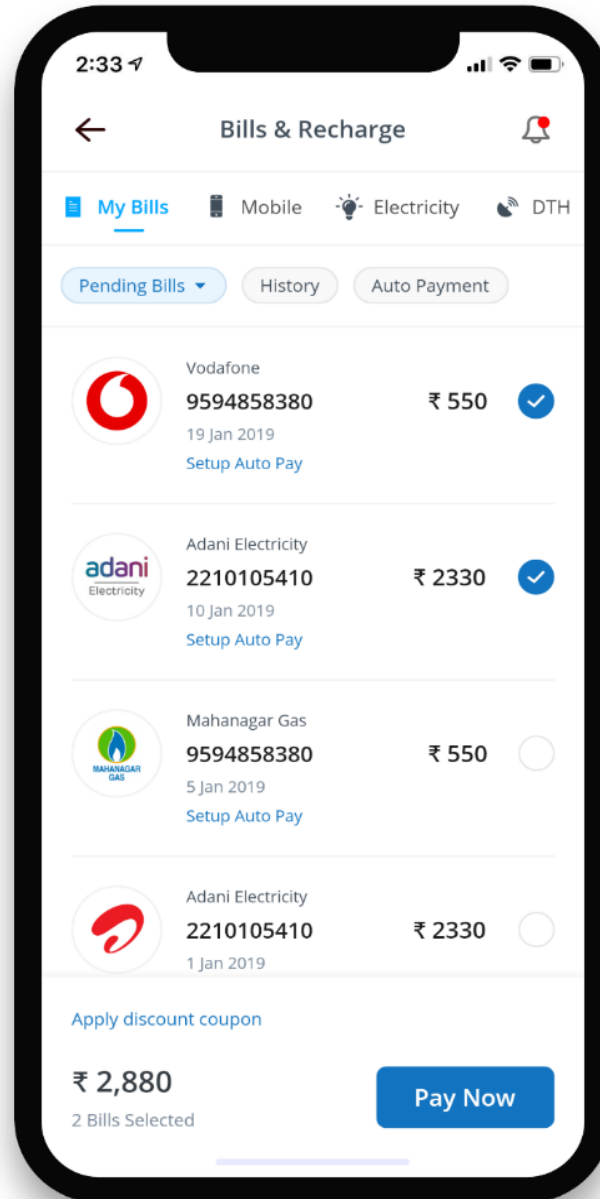 2:33
Bills & Recharge
My Bills Mobile Electricity DTH
Pending Bills History Auto Payment
Vodafone
9594858380 ₹ 550
19 Jan 2019
Setup Auto Pay
adani
Electricity
Adani Electricity
2210105410 ₹ 2330
10 Jan 2019
Setup Auto Pay
MAHANAGAR
GAS
Mahanagar Gas
9594858380 ₹ 550
5 Jan 2019
Setup Auto Pay
Adani Electricity
2210105410 ₹ 2330
1 Jan 2019
Apply discount coupon
₹ 2,880
2 Bills Selected
Pay Now